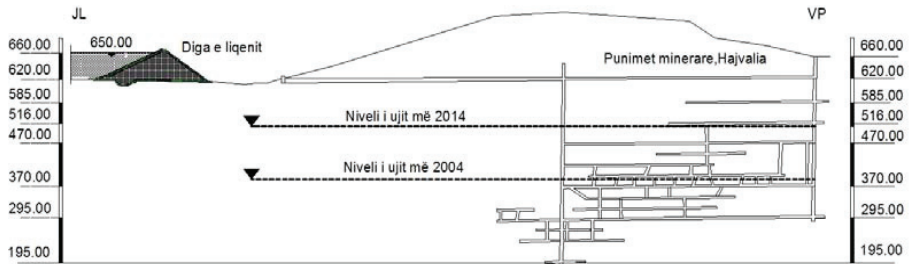 JL
VP
660.00
650.00
Diga e liqenit
Punimet minerare,Hajvalia
660.00
620.00
620.00
585.00
585.00
516.00
Niveli i ujit më 2014
516.00
470.00
470.00
Niveli i ujit më 2004
370.00
370.00
295.00
295.00
195.00
195.00